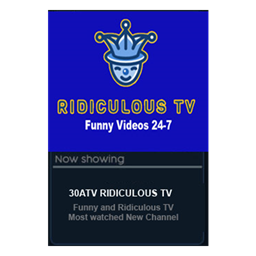 RIDICULOUS TV
Funny Videos 24-7
Now showing
30ATV RIDICULOUS TV
Funny and Ridiculous TV
Most watched New Channel